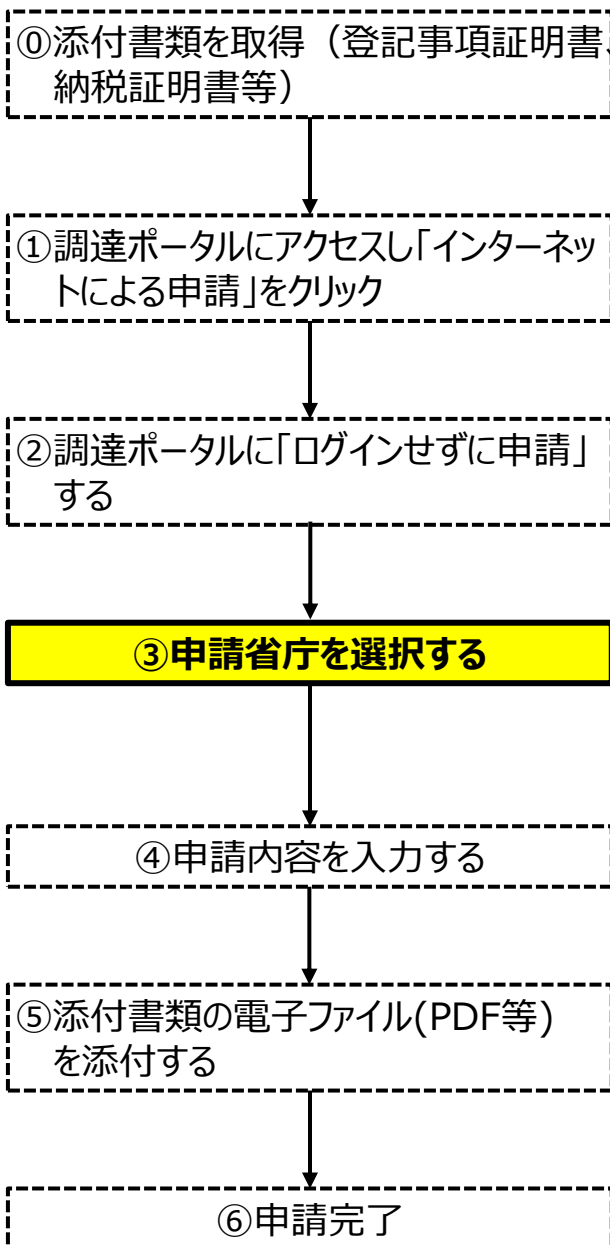 ⓪添付書類を取得（登記事項証明書、
納税証明書等）
①調達ポータルにアクセスし「インターネッ
トによる申請」をクリック
②調達ポータルに「ログインせずに申請」
する
③申請省庁を選択する
④申請内容を入力する
⑤添付書類の電子ファイル(PDF等)
を添付する
⑥申請完了